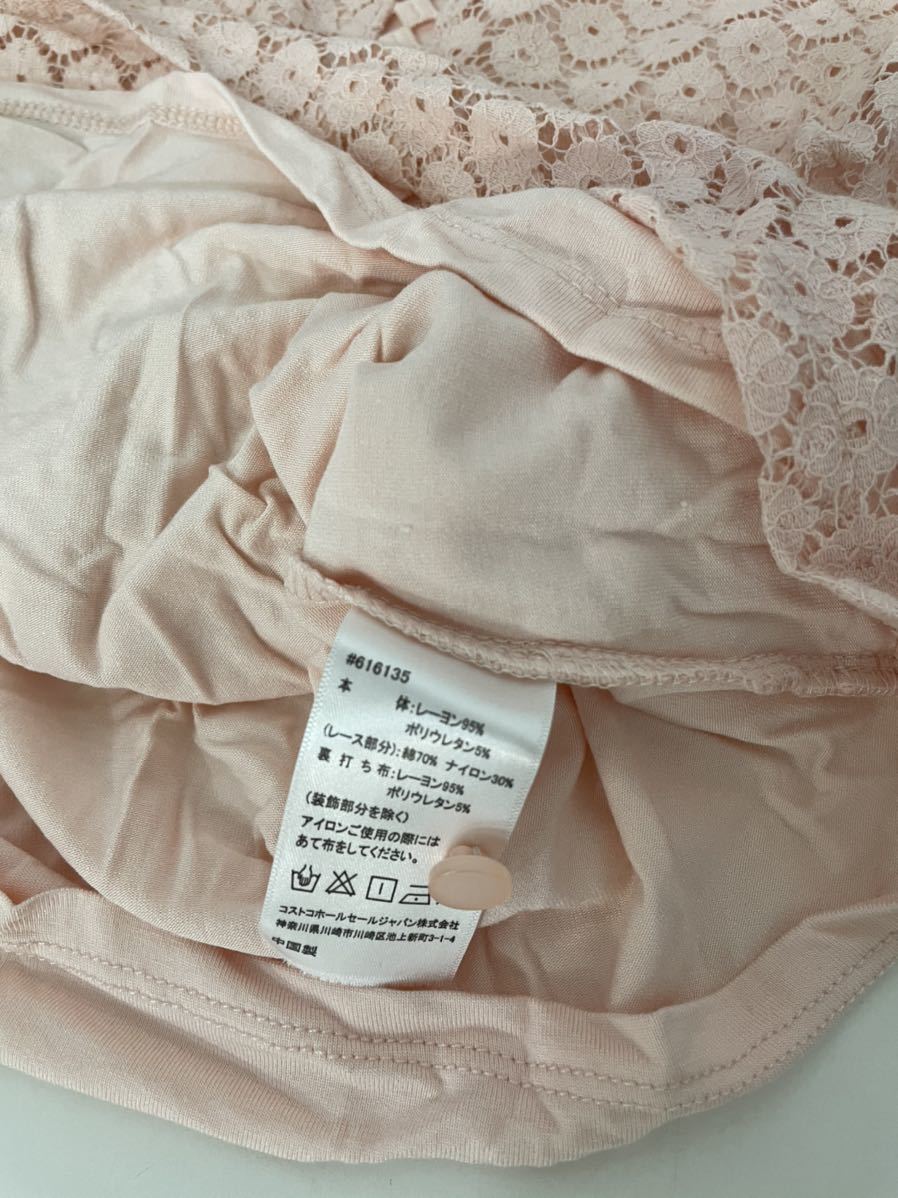 #616135
本 体:レーヨン95%
ポリウレタン5%
(レース部分):綿70% ナイロン30%
裏 打 ち 布:レーヨン95%
ポリウレタン5%
(装飾部分を除く)
アイロンご使用の際には
あて布をしてください。
コストコホールセールジャパン株式会社
神奈川県川崎市川崎区池上新町3-1-4
中国製